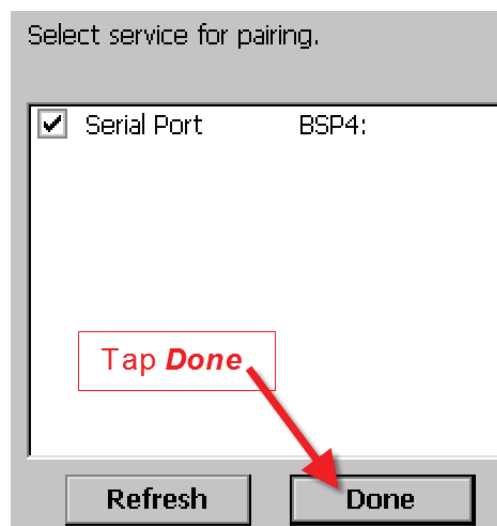 Select service for pairing.
Serial Port BSP4:
Tap Done
Refresh Done